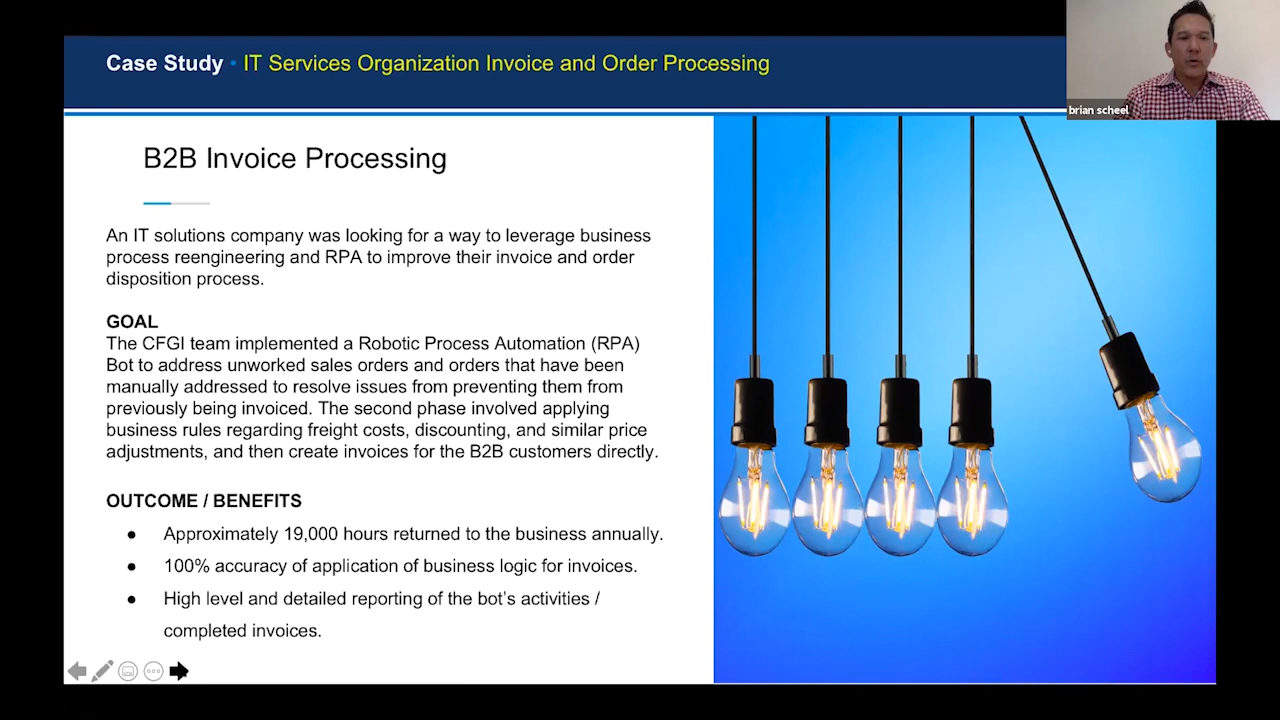 Case Study • IT Services Organization Invoice and Order Processing
brian scheel
B2B Invoice Processing
An IT solutions company was looking for a way to leverage business
process reengineering and RPA to improve their invoice and order
disposition process.
GOAL
The CFGI team implemented a Robotic Process Automation (RPA)
Bot to address unworked sales orders and orders that have been
manually addressed to resolve issues from preventing them from
previously being invoiced. The second phase involved applying
business rules regarding freight costs, discounting, and similar price
adjustments, and then create invoices for the B2B customers directly.
OUTCOME / BENEFITS
● Approximately 19,000 hours returned to the business annually.
● 100% accuracy of application of business logic for invoices.
● High level and detailed reporting of the bot's activities /
completed invoices.